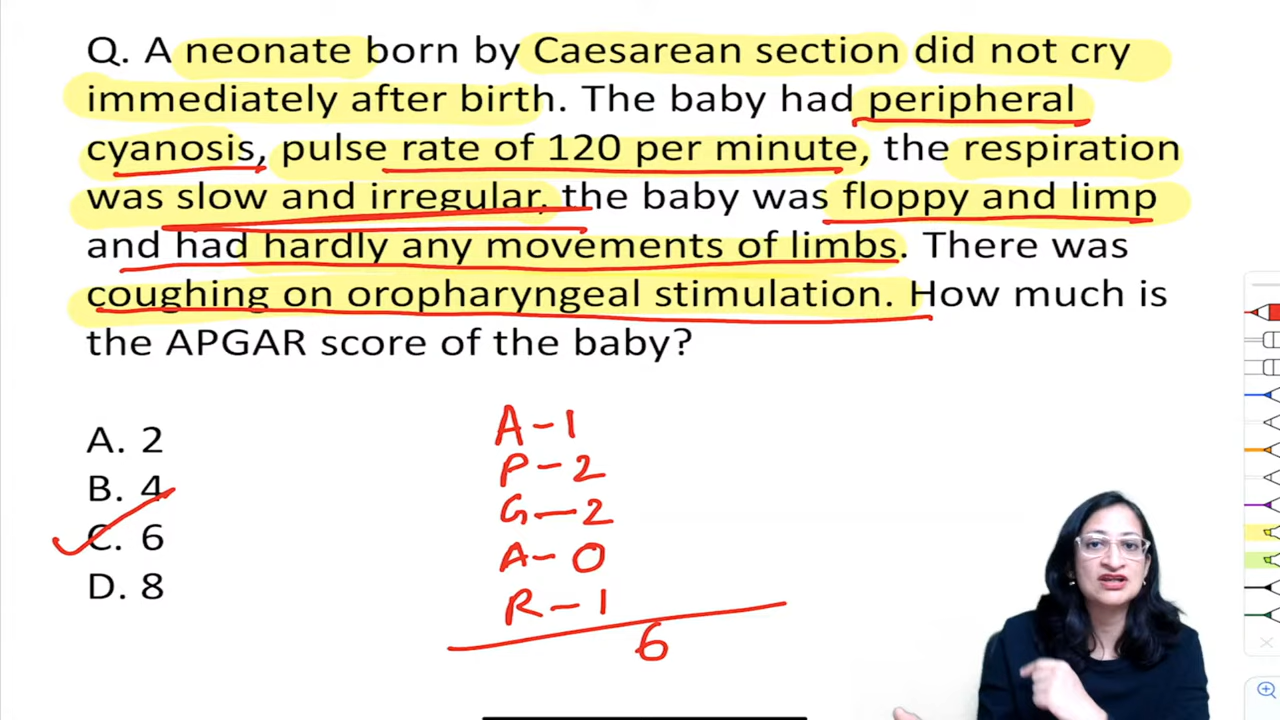 Q. A neonate born by Caesarean section did not cry
immediately after birth. The baby had peripheral
cyanosis, pulse rate of 120 per minute, the respiration
was slow and irregular, the baby was floppy and limp
and had hardly any movements of limbs. There was
coughing on oropharyngeal stimulation. How much is
the APGAR score of the baby?
A. 2
B. 4
C. 6
D. 8
A - 1
P - 2
G - 2
A - 0
R - 1
6